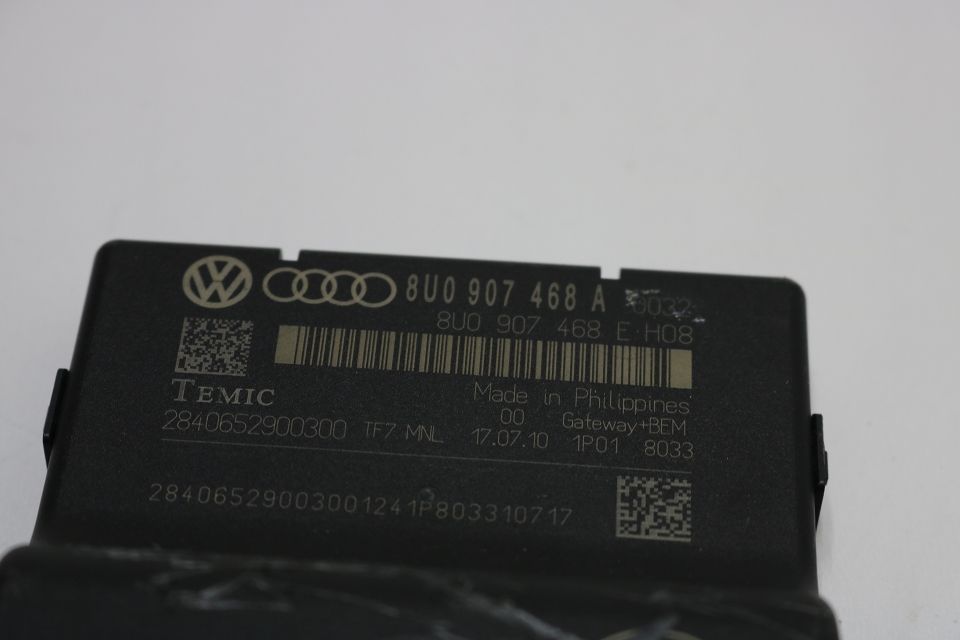 8U0 907 468 A 0032
8U0 907 468 E H08
TEMIC
Made in Philippines
00 Gateway+BEM
2840652900300 TF7 MNL 17.07.10 1P01 8033
28406529003001241P803310717